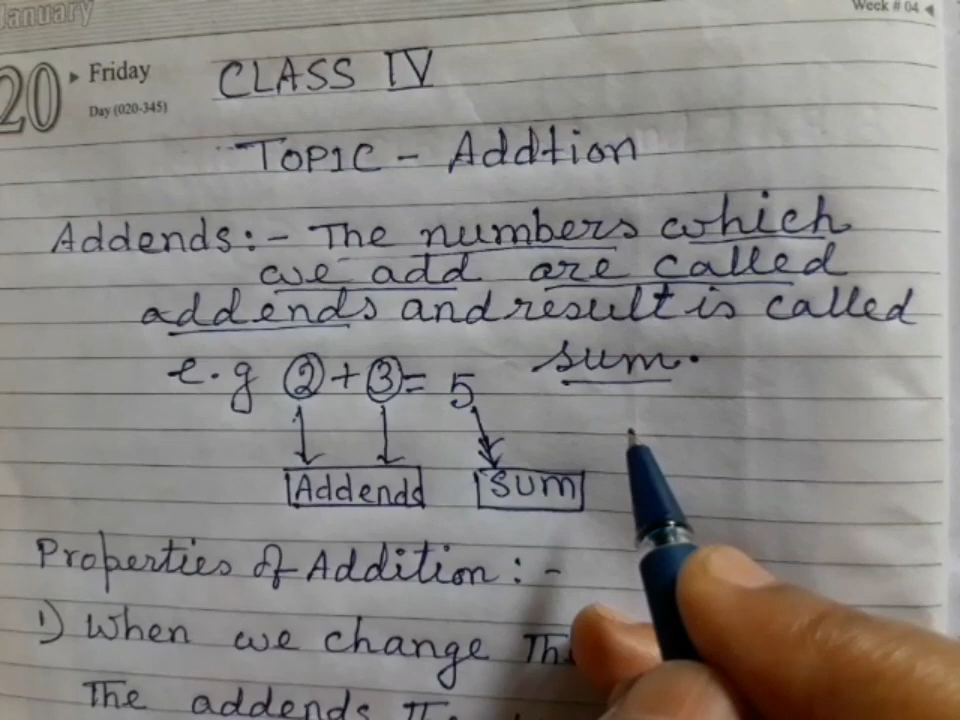 January
Week # 04
20 Friday
Day (020-345)
CLASS IV
TOPIC - Addtion
Addends:- The numbers which
we add are called
addends and result is called
sum.
e.g 2 + 3 = 5
Addends SUM
Properties of Addition :-
1) When we change
The addends